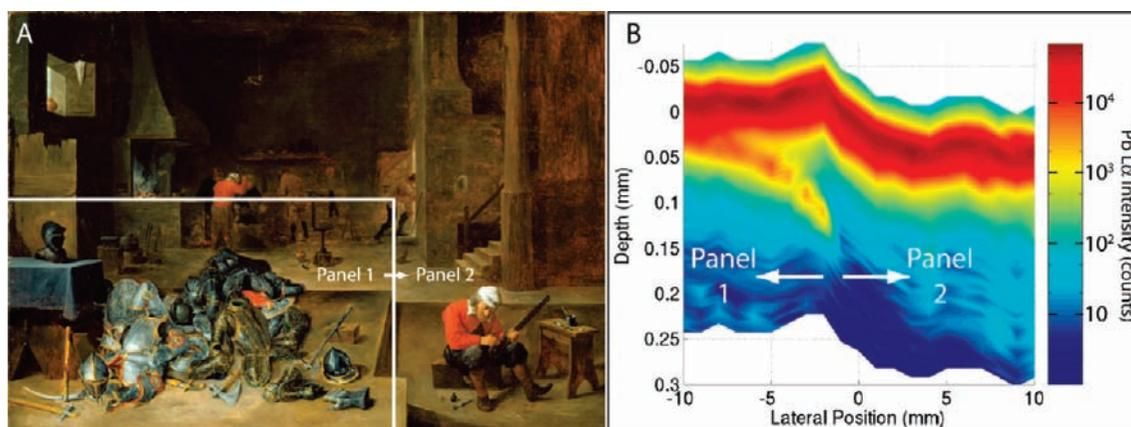 A
Panel 1 → Panel 2
B
-0.05
0
0.05
0.1
0.15
0.2
0.25
0.3
Depth (mm)
Panel
1
Panel
2
-10
-5
0
5
10
Lateral Position (mm)
10⁴
10³
10²
10
Pb Lα Intensity (counts)